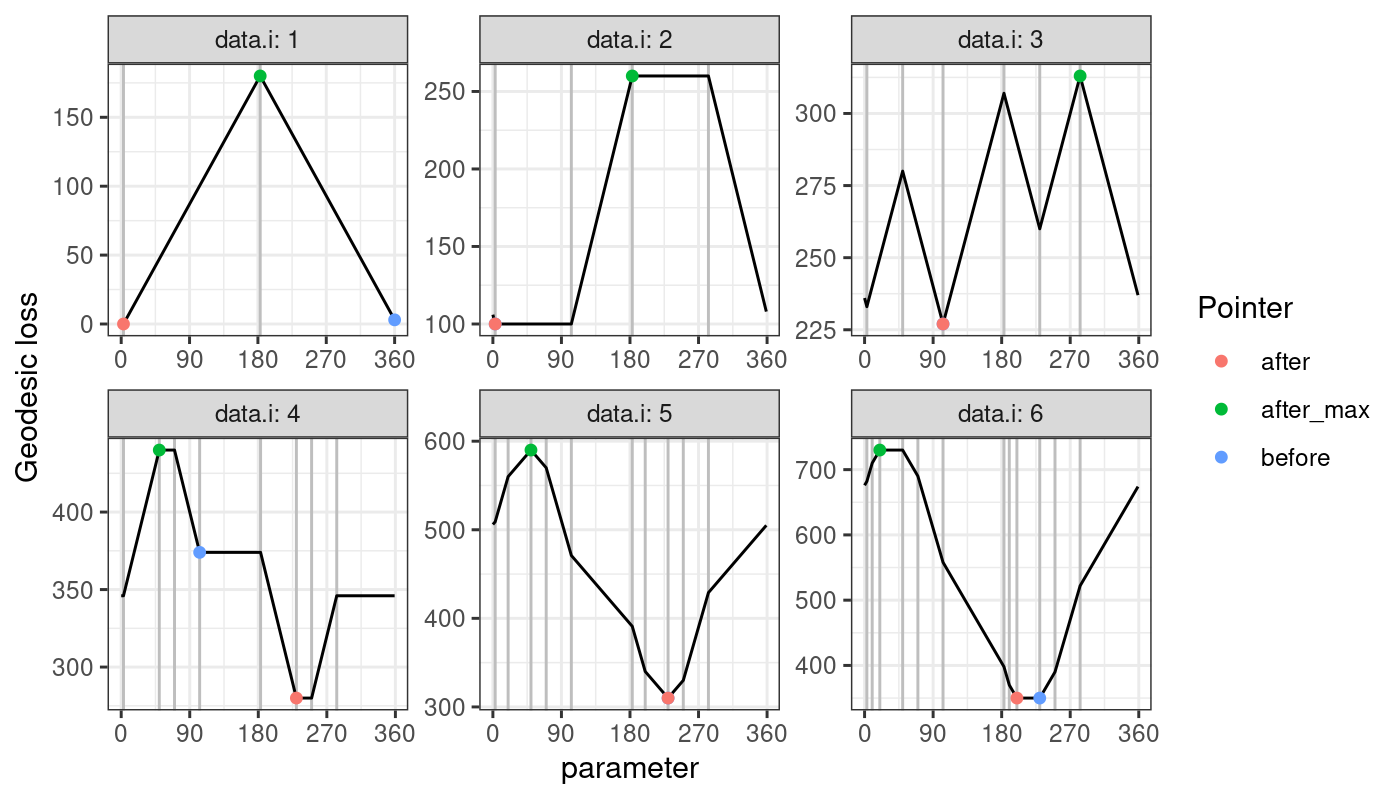 data.i: 1
data.i: 2
data.i: 3
150
100
50
0
250
200
150
100
300
275
250
225
0 90 180 270 360
0 90 180 270 360
0 90 180 270 360
data.i: 4
data.i: 5
data.i: 6
400
350
300
600
500
400
300
700
600
500
400
0 90 180 270 360
0 90 180 270 360
0 90 180 270 360
parameter
Geodesic loss
Pointer
after
after_max
before